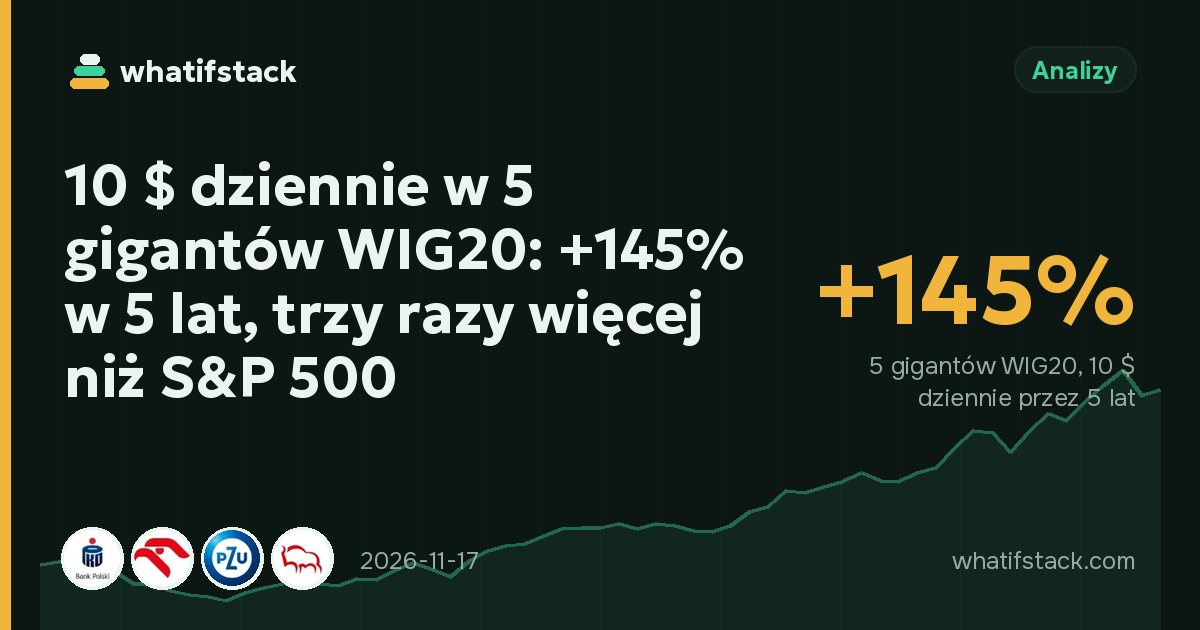 whatifstack
Analizy
10 $ dziennie w 5
gigantów WIG20: +145%
w 5 lat, trzy razy więcej
niż S&P 500
+145%
5 gigantów WIG20, 10 $
dziennie przez 5 lat
Bank Polski
PZU
2026-11-17
whatifstack.com